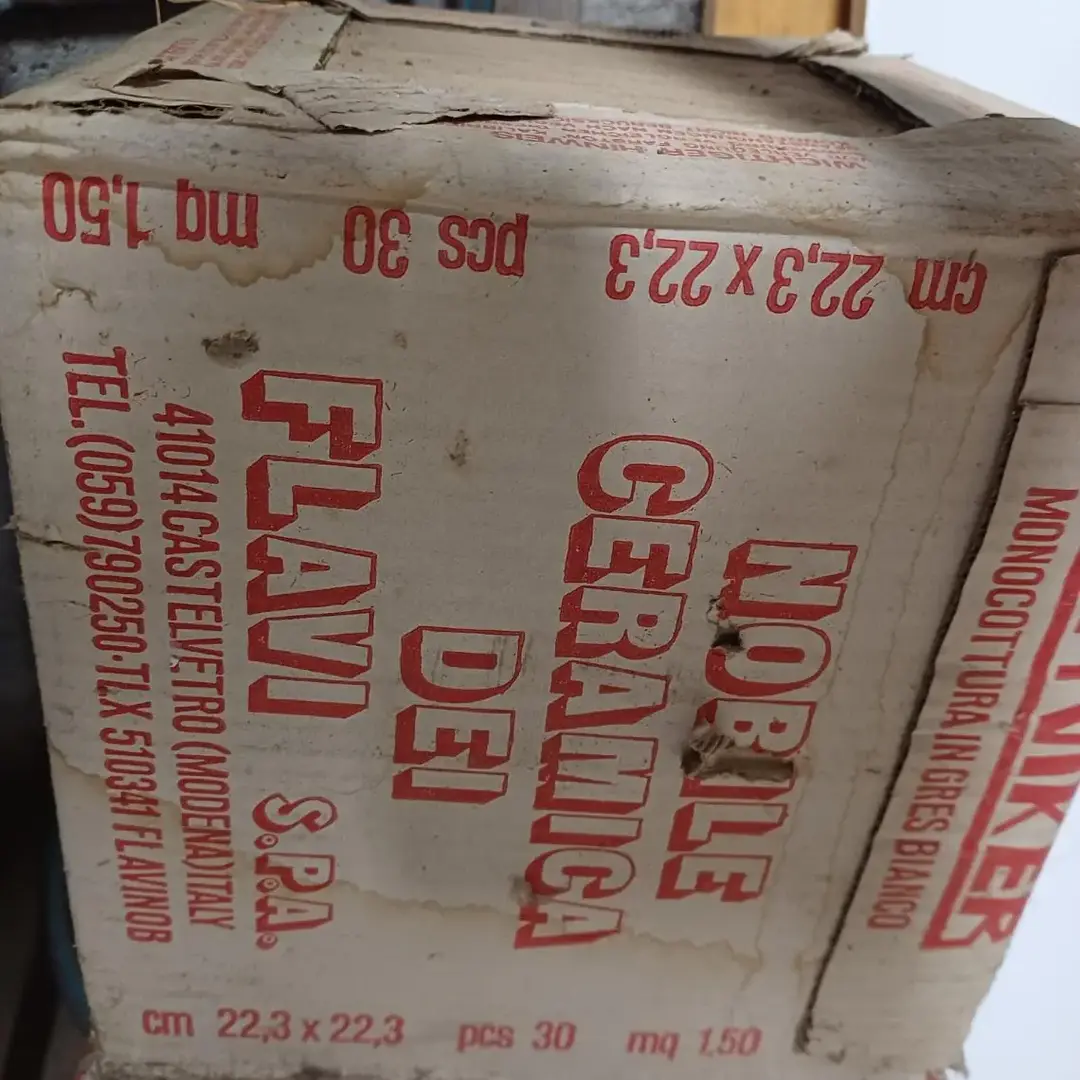 NOBILE
CERAMICA
DEI
FLAVI S.P.A.
41014 CASTELVETRO (MODENA) ITALY
TEL. (059) 790250 - TLX 510341 FLAVINOB
cm 22,3 x 22,3 pcs 30 mq 1,50
cm 22,3 x 22,3 pcs 30 mq 1,50
MONOCOTTURA IN GRES BIANCO
WICHTIGER